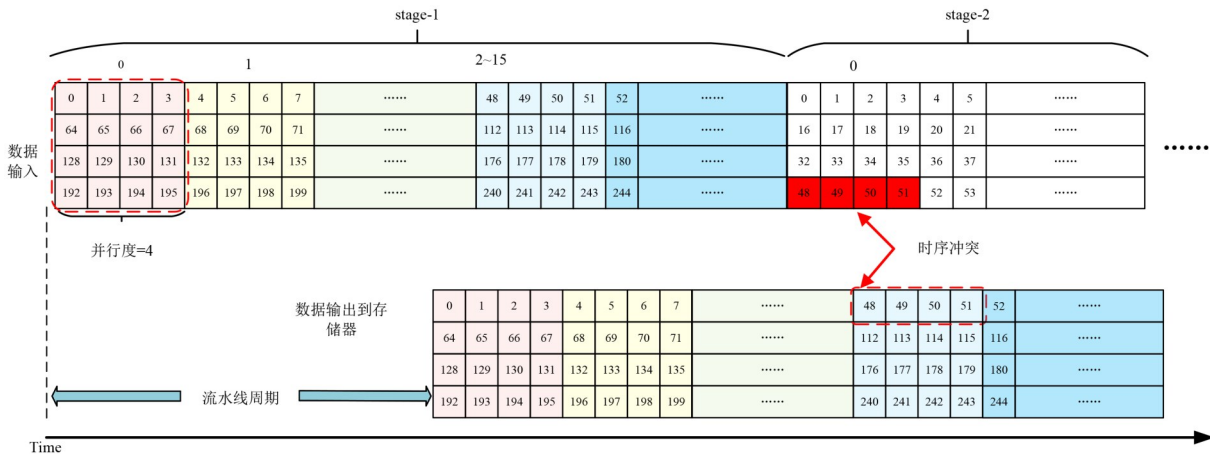 stage-1 stage-2
0 1 2~15 0
0 1 2 3 4 5 6 7 …… 48 49 50 51 52 …… 0 1 2 3 4 5 ……
64 65 66 67 68 69 70 71 …… 112 113 114 115 116 …… 16 17 18 19 20 21 ……
数据
输入
……
128 129 130 131 132 133 134 135 …… 176 177 178 179 180 …… 32 33 34 35 36 37 ……
192 193 194 195 196 197 198 199 …… 240 241 242 243 244 …… 48 49 50 51 52 53 ……
并行度=4 时序冲突
数据输出到存
储器
0 1 2 3 4 5 6 7 …… 48 49 50 51 52 ……
64 65 66 67 68 69 70 71 …… 112 113 114 115 116 ……
128 129 130 131 132 133 134 135 …… 176 177 178 179 180 ……
流水线周期
192 193 194 195 196 197 198 199 …… 240 241 242 243 244 ……
Time